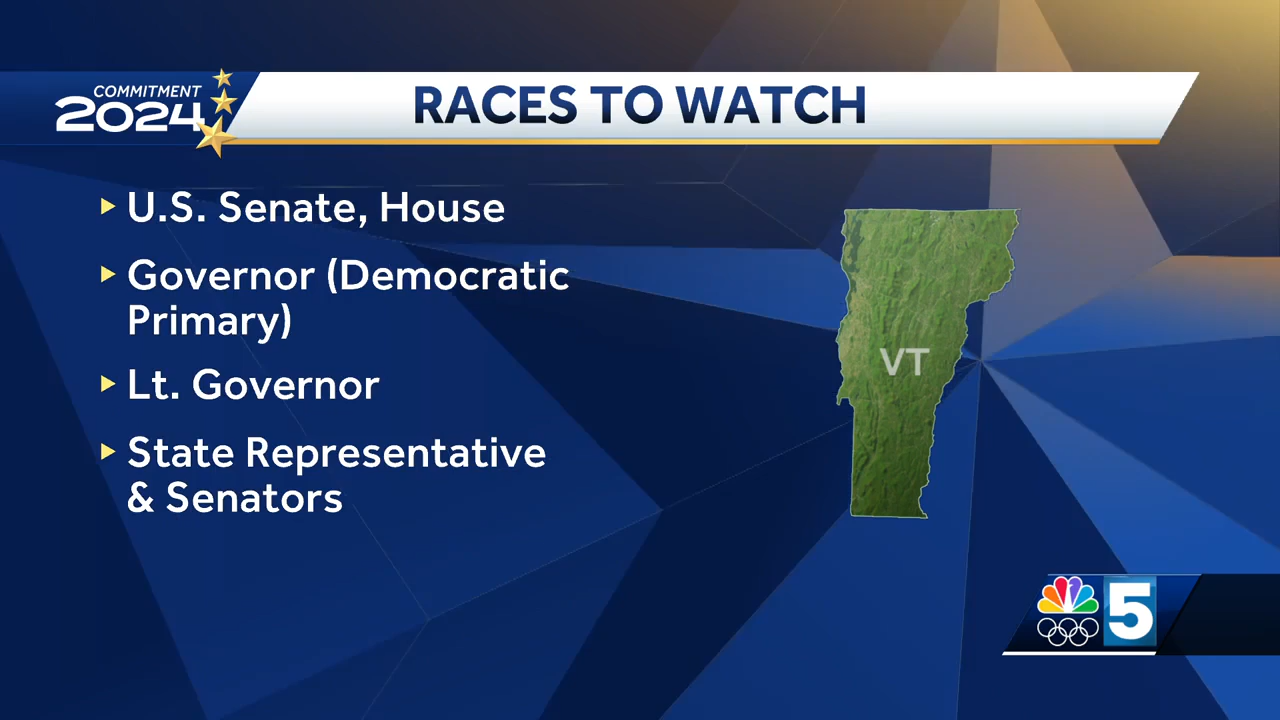 COMMITMENT
2024
RACES TO WATCH
U.S. Senate, House
Governor (Democratic
Primary)
Lt. Governor
State Representative
& Senators
VT
5